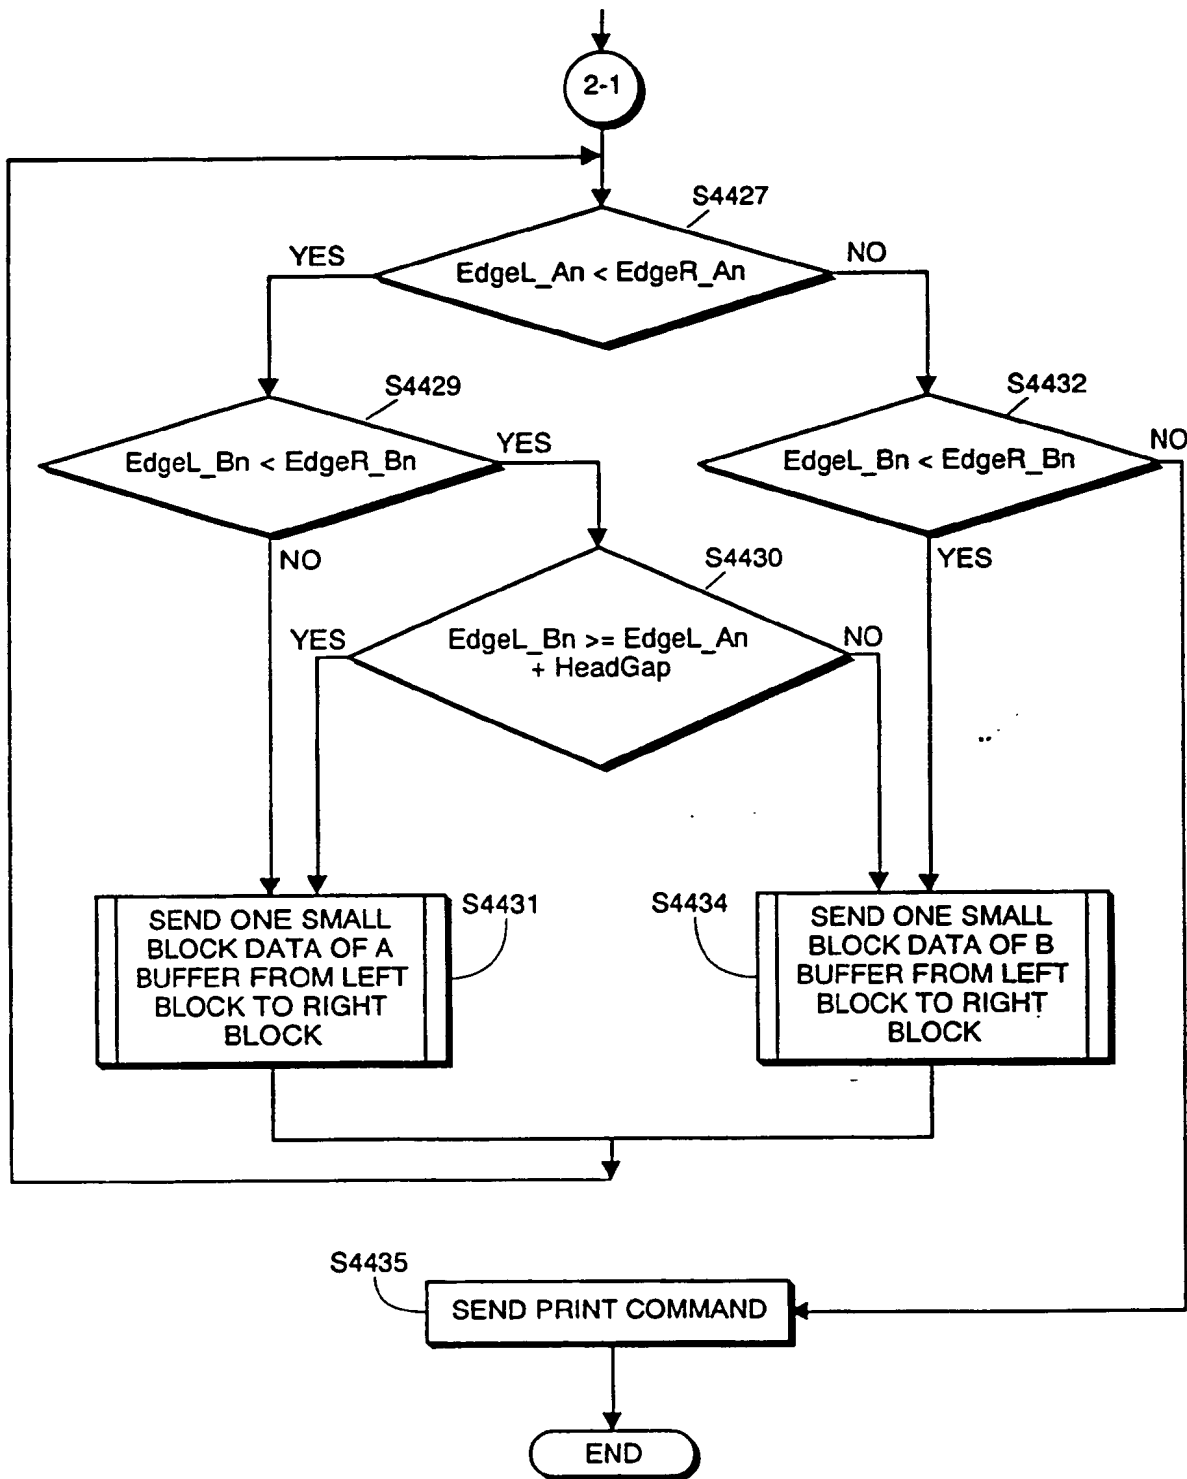 2-1
S4427
YES
NO
EdgeL_An < EdgeR_An
S4429
S4432
EdgeL_Bn < EdgeR_Bn
YES
EdgeL_Bn < EdgeR_Bn
NO
NO
S4430
YES
YES
EdgeL_Bn >= EdgeL_An
+ HeadGap
NO
S4431
S4434
SEND ONE SMALL
BLOCK DATA OF A
BUFFER FROM LEFT
BLOCK TO RIGHT
BLOCK
SEND ONE SMALL
BLOCK DATA OF B
BUFFER FROM LEFT
BLOCK TO RIGHT
BLOCK
S4435
SEND PRINT COMMAND
END